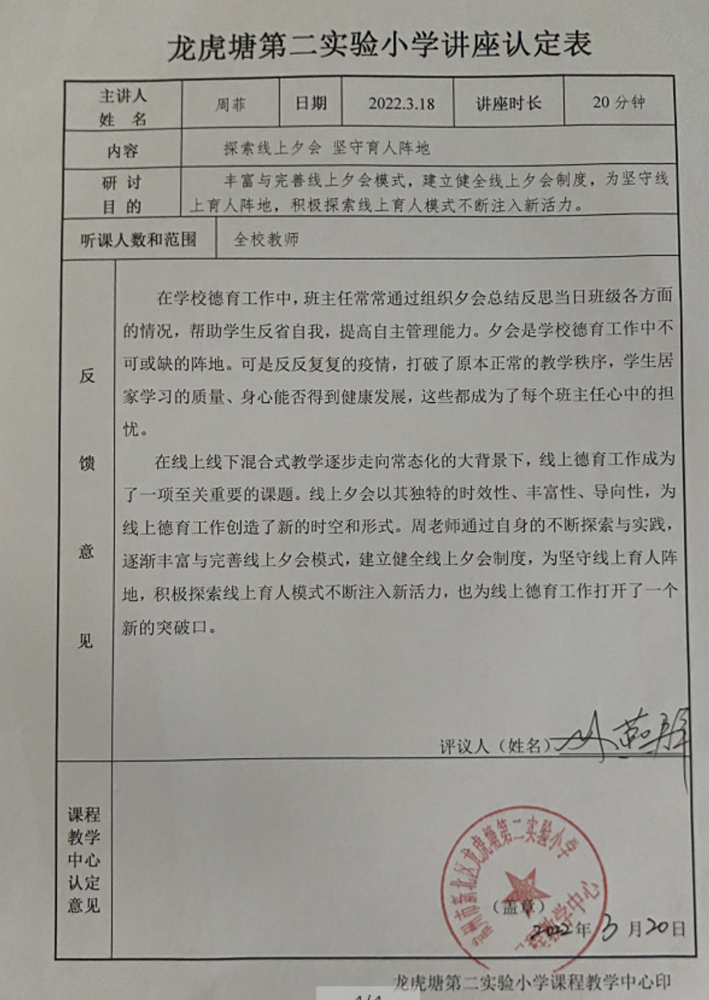 龙虎塘第二实验小学讲座认定表
主讲人
姓 名
周菲
日期
2022.3.18
讲座时长
20 分钟
内容
探索线上夕会 坚守育人阵地
研 讨
目 的
丰富与完善线上夕会模式，建立健全线上夕会制度，为坚守线
上育人阵地，积极探索线上育人模式不断注入新活力。
听课人数和范围
全校教师
反
馈
意
见
在学校德育工作中，班主任常常通过组织夕会总结反思当日班级各方面
的情况，帮助学生反省自我，提高自主管理能力。夕会是学校德育工作中不
可或缺的阵地。可是反反复复的疫情，打破了原本正常的教学秩序，学生居
家学习的质量、身心能否得到健康发展，这些都成为了每个班主任心中的担
忧。
在线上线下混合式教学逐步走向常态化的大背景下，线上德育工作成为
了一项至关重要的课题。线上夕会以其独特的时效性、丰富性、导向性，为
线上德育工作创造了新的时空和形式。周老师通过自身的不断探索与实践，
逐渐丰富与完善线上夕会模式，建立健全线上夕会制度，为坚守线上育人阵
地，积极探索线上育人模式不断注入新活力，也为线上德育工作打开了一个
新的突破口。
评议人（姓名）
课程
教学
中心
认定
意见
州市新北区龙虎塘第二实验小学
教学中心
（盖章）
2022年3月20日
龙虎塘第二实验小学课程教学中心印
1/1